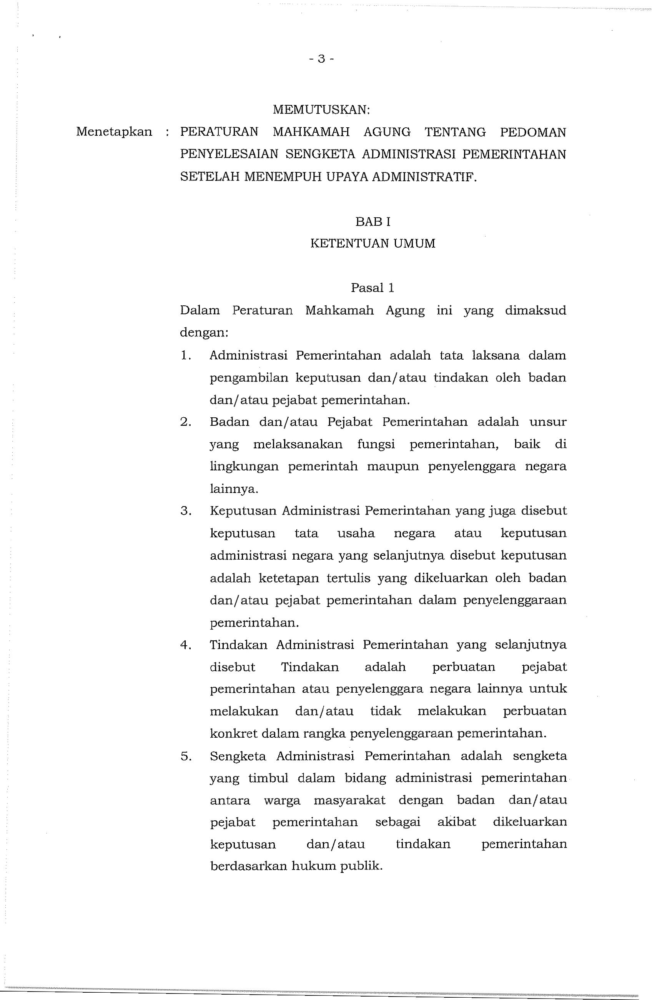 - 3 -
MEMUTUSKAN:
Menetapkan : PERATURAN MAHKAMAH AGUNG TENTANG PEDOMAN
PENYELESAIAN SENGKETA ADMINISTRASI PEMERINTAHAN
SETELAH MENEMPUH UPAYA ADMINISTRATIF.
BAB I
KETENTUAN UMUM
Pasal 1
Dalam Peraturan Mahkamah Agung ini yang dimaksud
dengan:
1. Administrasi Pemerintahan adalah tata laksana dalam
pengambilan keputusan dan/atau tindakan oleh badan
dan/atau pejabat pemerintahan.
2. Badan dan/atau Pejabat Pemerintahan adalah unsur
yang melaksanakan fungsi pemerintahan, baik di
lingkungan pemerintah maupun penyelenggara negara
lainnya.
3. Keputusan Administrasi Pemerintahan yang juga disebut
keputusan tata usaha negara atau keputusan
administrasi negara yang selanjutnya disebut keputusan
adalah ketetapan tertulis yang dikeluarkan oleh badan
dan/atau pejabat pemerintahan dalam penyelenggaraan
pemerintahan.
4. Tindakan Administrasi Pemerintahan yang selanjutnya
disebut Tindakan adalah perbuatan pejabat
pemerintahan atau penyelenggara negara lainnya untuk
melakukan dan/atau tidak melakukan perbuatan
konkret dalam rangka penyelenggaraan pemerintahan.
5. Sengketa Administrasi Pemerintahan adalah sengketa
yang timbul dalam bidang administrasi pemerintahan
antara warga masyarakat dengan badan dan/atau
pejabat pemerintahan sebagai akibat dikeluarkan
keputusan dan/atau tindakan pemerintahan
berdasarkan hukum publik.